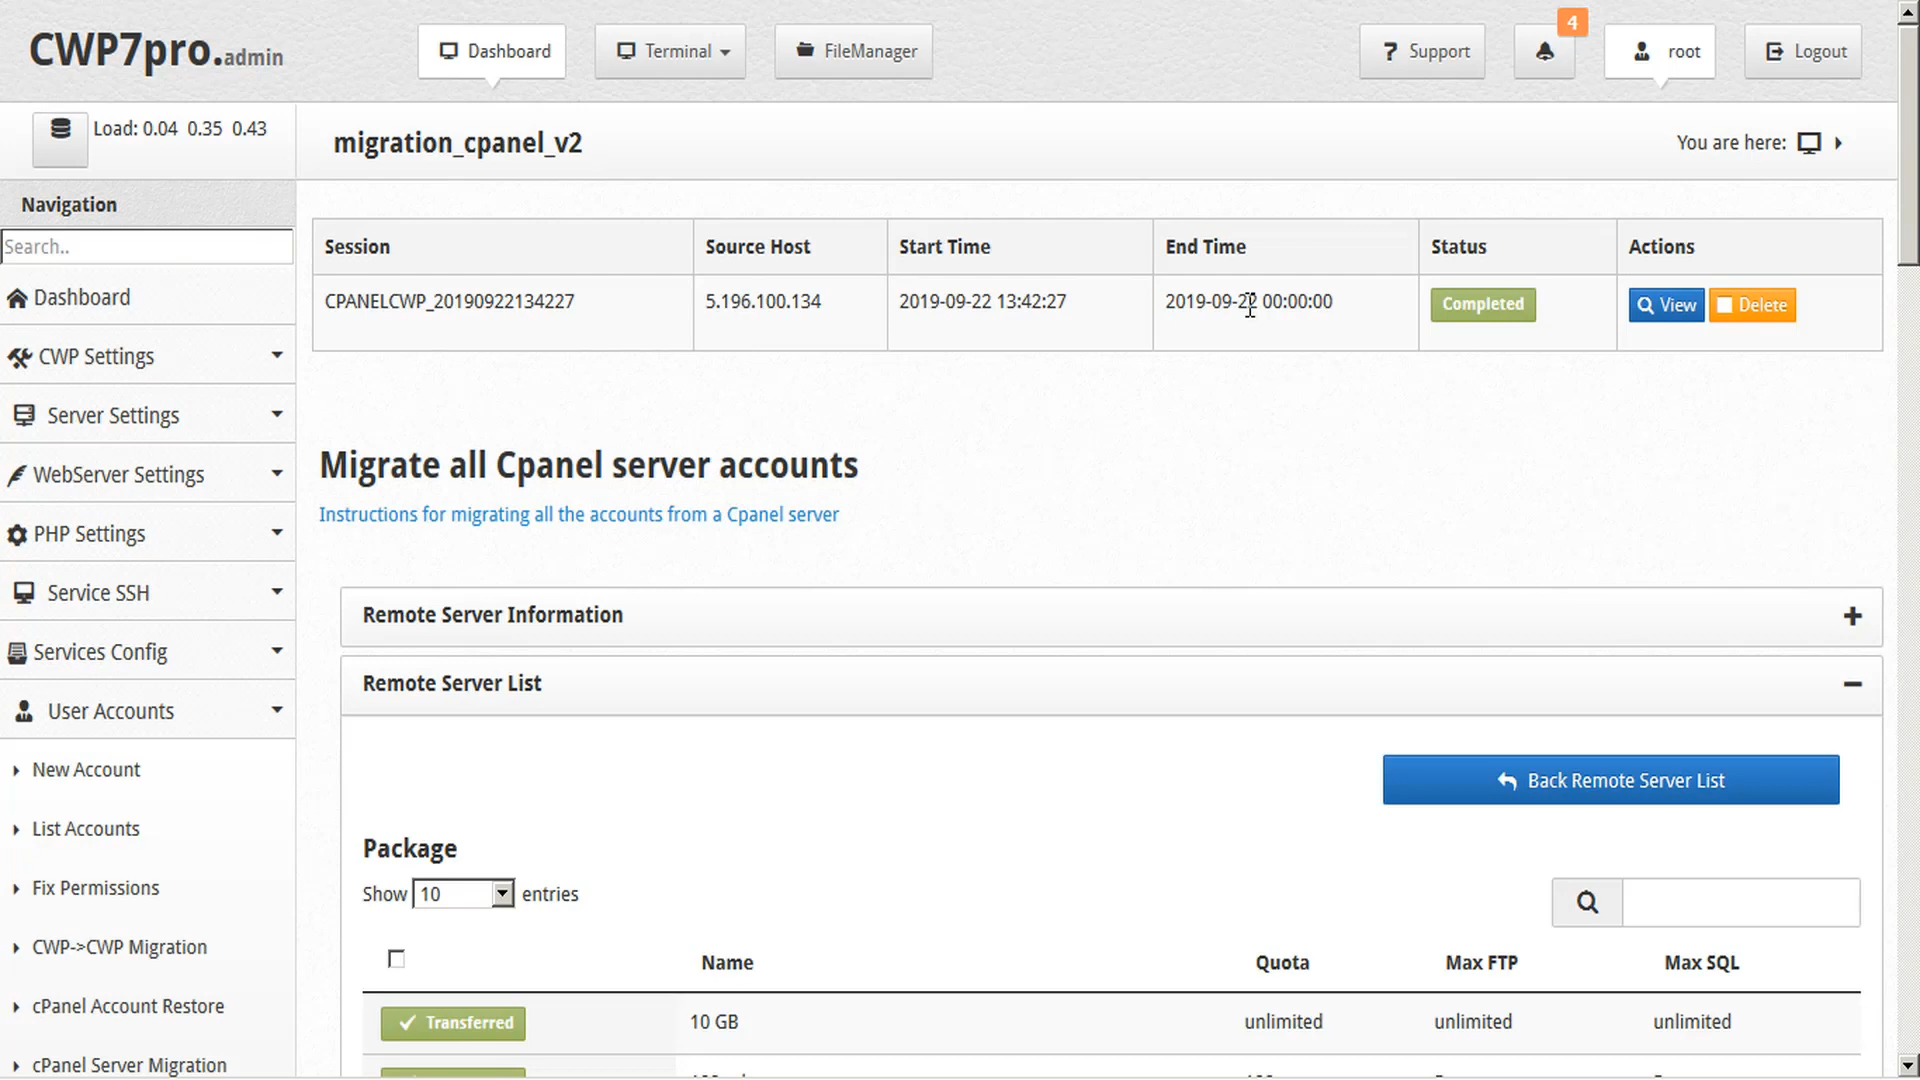 CWP7pro.admin
Dashboard
Terminal
FileManager
4
? Support
root
Logout
Load: 0.04 0.35 0.43
migration_cpanel_v2
You are here:
Navigation
Search..
Dashboard
CWP Settings
Server Settings
WebServer Settings
PHP Settings
Service SSH
Services Config
User Accounts
New Account
List Accounts
Fix Permissions
CWP->CWP Migration
cPanel Account Restore
cPanel Server Migration
Session Source Host Start Time End Time Status Actions
CPANELCWP_20190922134227 5.196.100.134 2019-09-22 13:42:27 2019-09-22 00:00:00 Completed View Delete
Migrate all Cpanel server accounts
Instructions for migrating all the accounts from a Cpanel server
Remote Server Information
Remote Server List
Back Remote Server List
Package
Show 10 entries
Name Quota Max FTP Max SQL
Transferred 10 GB unlimited unlimited unlimited